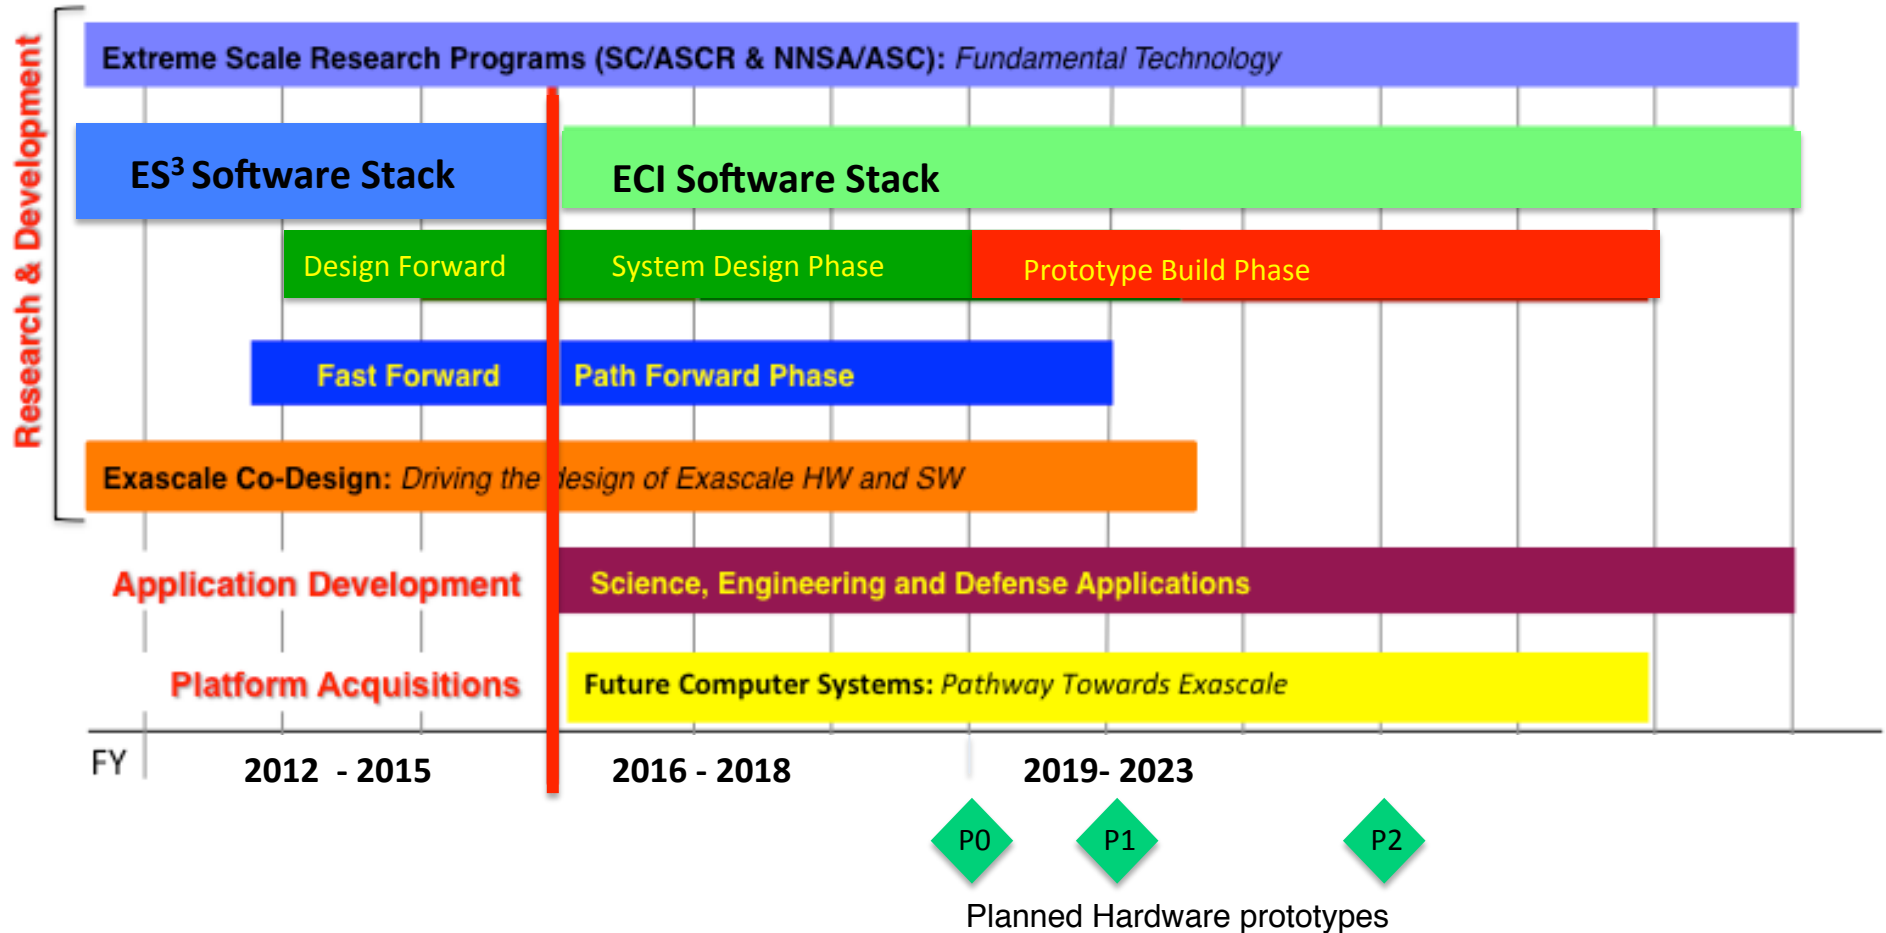 Research & Development
Extreme Scale Research Programs (SC/ASCR & NNSA/ASC): Fundamental Technology
ES³ Software Stack
ECI Software Stack
Design Forward
System Design Phase
Prototype Build Phase
Fast Forward
Path Forward Phase
Exascale Co-Design: Driving the design of Exascale HW and SW
Application Development
Science, Engineering and Defense Applications
Platform Acquisitions
Future Computer Systems: Pathway Towards Exascale
FY
2012 - 2015
2016 - 2018
2019- 2023
P0
P1
P2
Planned Hardware prototypes